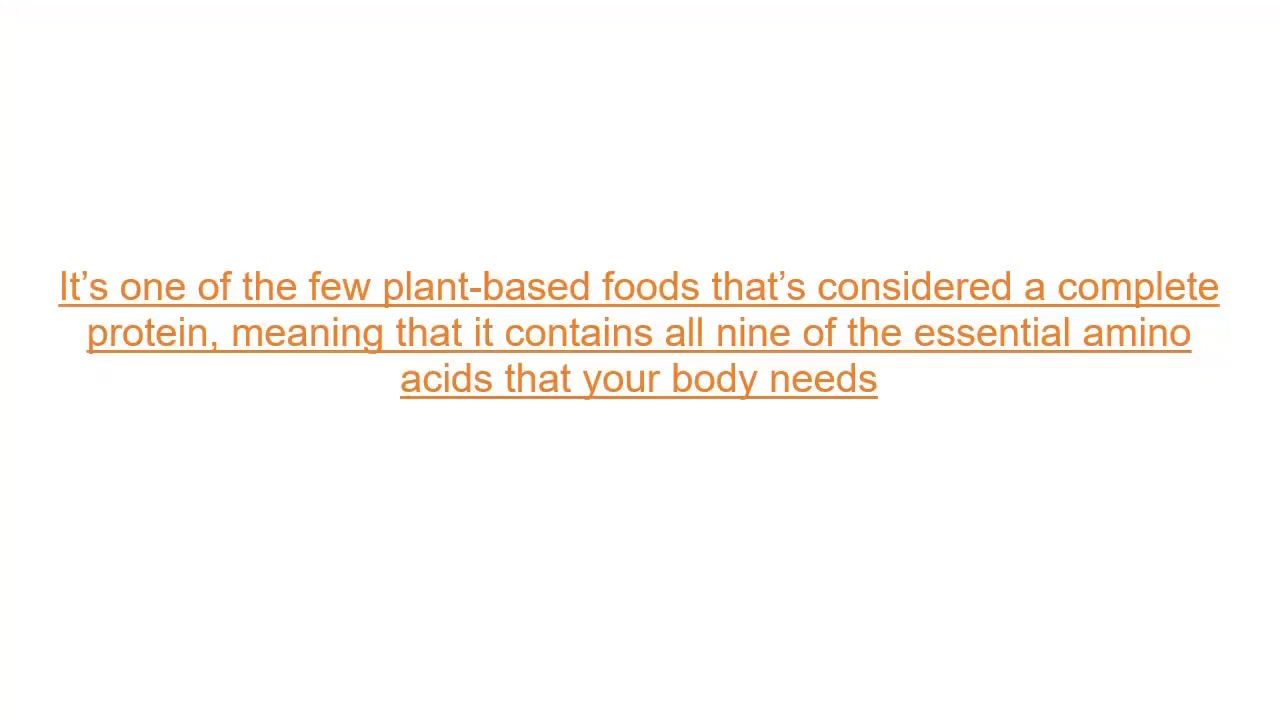 It’s one of the few plant-based foods that’s considered a complete
protein, meaning that it contains all nine of the essential amino
acids that your body needs